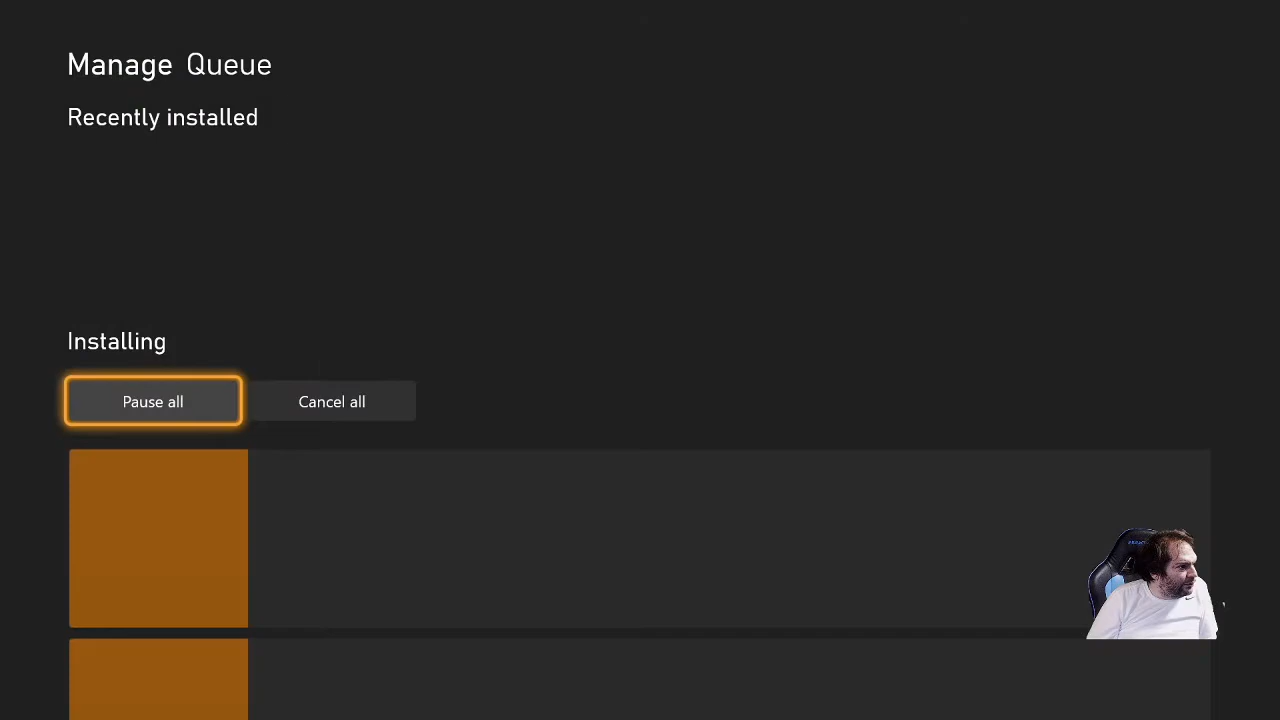 Manage Queue
Recently installed
Installing
Pause all
Cancel all